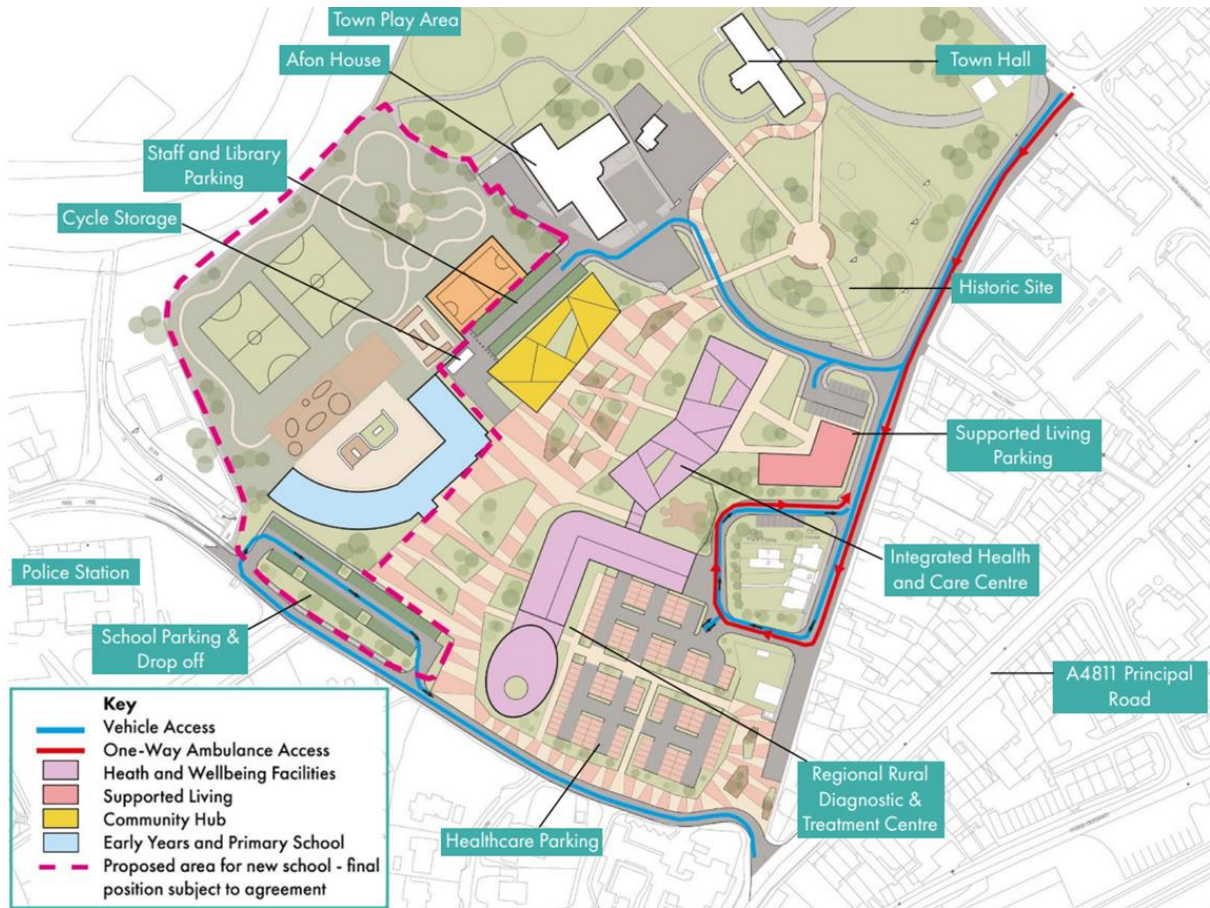 Town Play Area
Afon House
Town Hall
Staff and Library
Parking
Cycle Storage
Historic Site
Supported Living
Parking
Integrated Health
and Care Centre
Police Station
School Parking &
Drop off
A4811 Principal
Road
Regional Rural
Diagnostic &
Treatment Centre
Healthcare Parking
Key
Vehicle Access
One-Way Ambulance Access
Heath and Wellbeing Facilities
Supported Living
Community Hub
Early Years and Primary School
Proposed area for new school - final
position subject to agreement